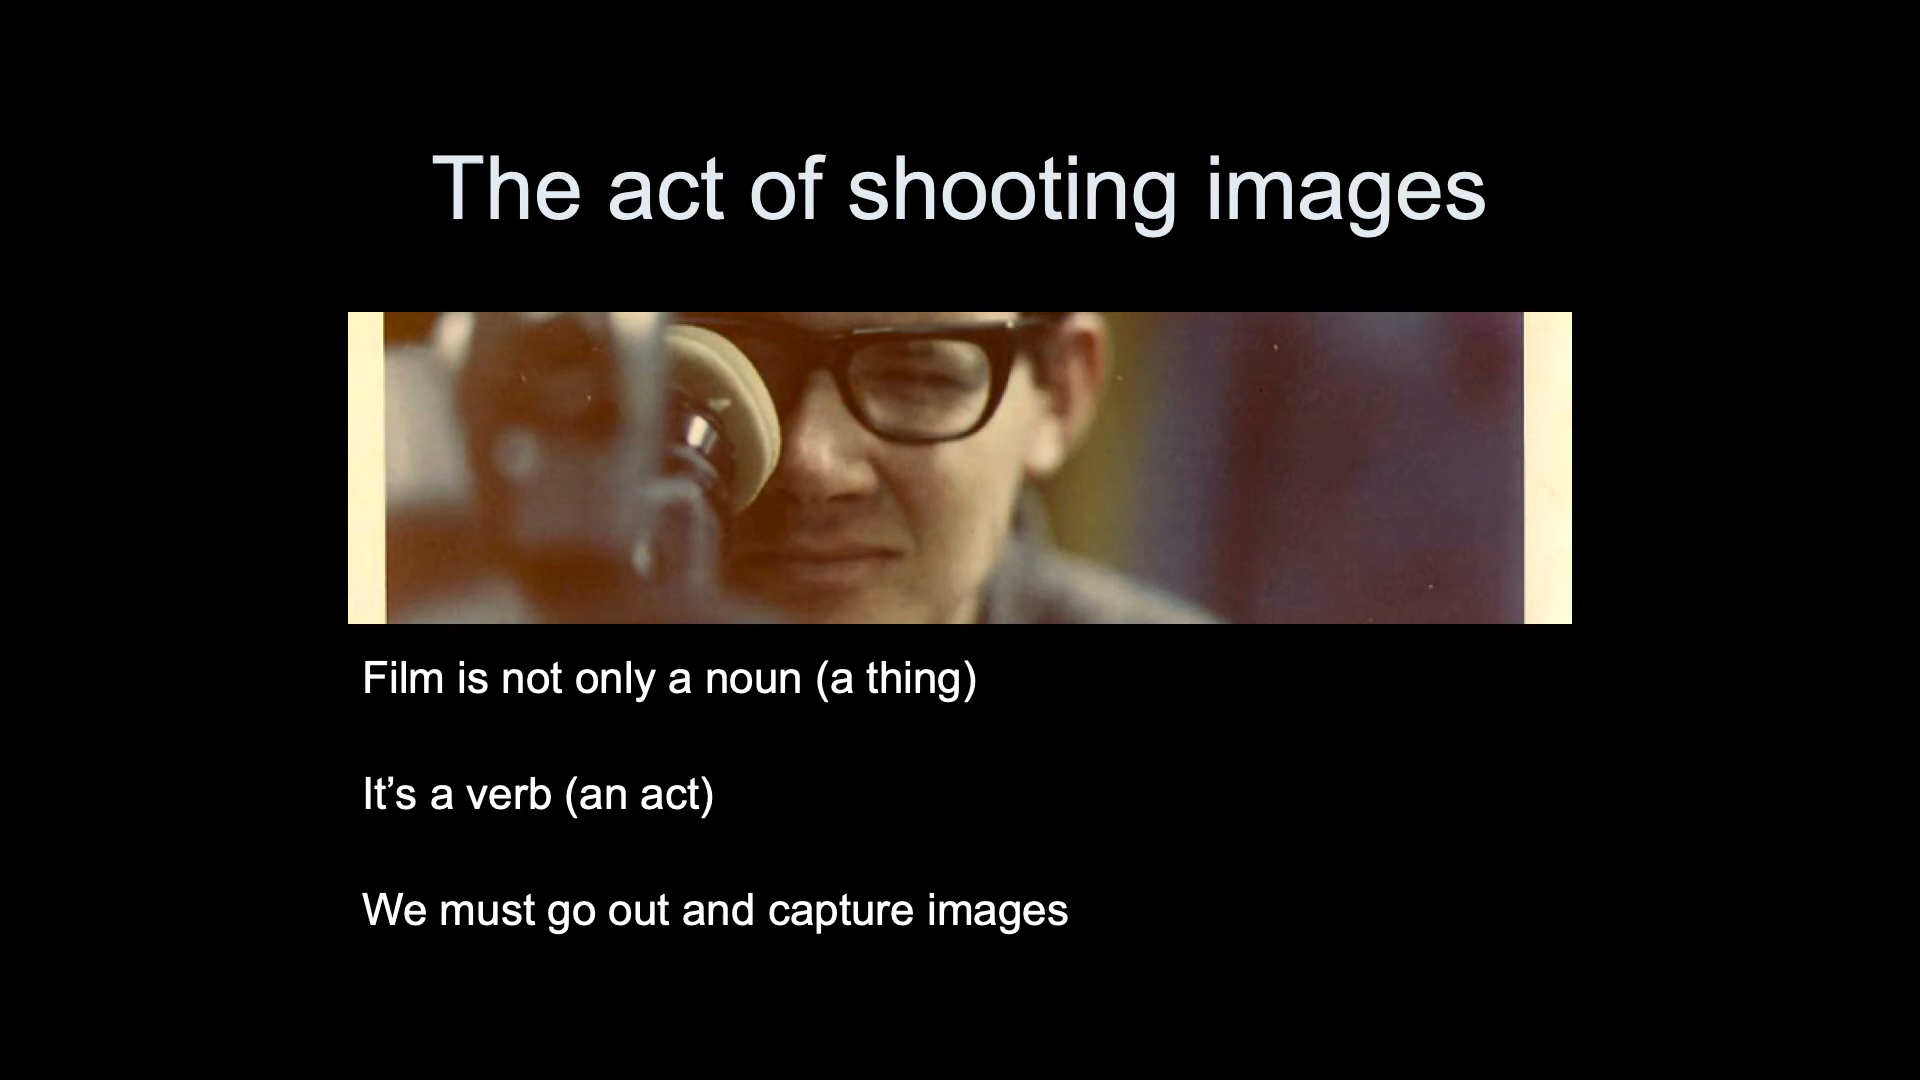 The act of shooting images
Film is not only a noun (a thing)
It’s a verb (an act)
We must go out and capture images